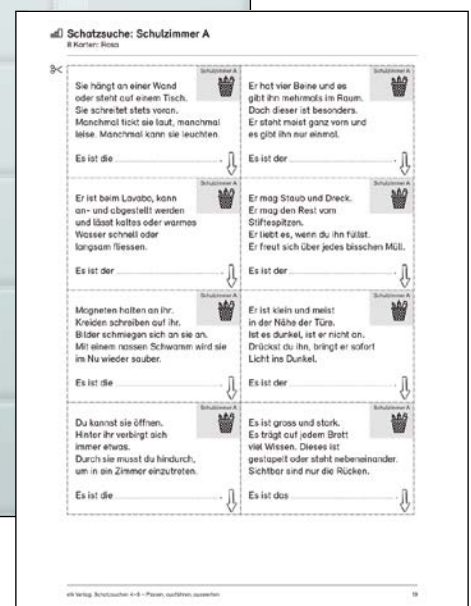 Schatzsuche: Schulzimmer A
8 Karten: Rosa
Schulzimmer A
Sie hängt an einer Wand
oder steht auf einem Tisch.
Sie schreitet stets voran.
Manchmal tickt sie laut, manchmal
leise. Manchmal kann sie leuchten.
Es ist die
Schulzimmer A
Er hat vier Beine und es
gibt ihn mehrmals im Raum.
Doch dieser ist besonders.
Er steht meist ganz vorn und
es gibt ihn nur einmal.
Es ist der
Schulzimmer A
Er ist beim Lavabo, kann
an- und abgestellt werden
und lässt kaltes oder warmes
Wasser schnell oder
langsam fliessen.
Es ist der
Schulzimmer A
Er mag Staub und Dreck.
Er mag den Rest vom
Stiftespitzen.
Er liebt es, wenn du ihn füllst.
Er freut sich über jedes bisschen Müll.
Es ist der
Schulzimmer A
Magneten halten an ihr.
Kreiden schreiben auf ihr.
Bilder schmiegen sich an sie an.
Mit einem nassen Schwamm wird sie
im Nu wieder sauber.
Es ist die
Schulzimmer A
Er ist klein und meist
in der Nähe der Türe.
Ist es dunkel, ist er nicht an.
Drückst du ihn, bringt er sofort
Licht ins Dunkel.
Es ist der
Schulzimmer A
Du kannst sie öffnen.
Hinter ihr verbirgt sich
immer etwas.
Durch sie musst du hindurch,
um in ein Zimmer einzutreten.
Es ist die
Schulzimmer A
Es ist gross und stark.
Es trägt auf jedem Brett
viel Wissen. Dieses ist
gestapelt oder steht nebeneinander.
Sichtbar sind nur die Rücken.
Es ist das
elk Verlag: Schatzsuchen 4–8 – Planen, ausführen, auswerten